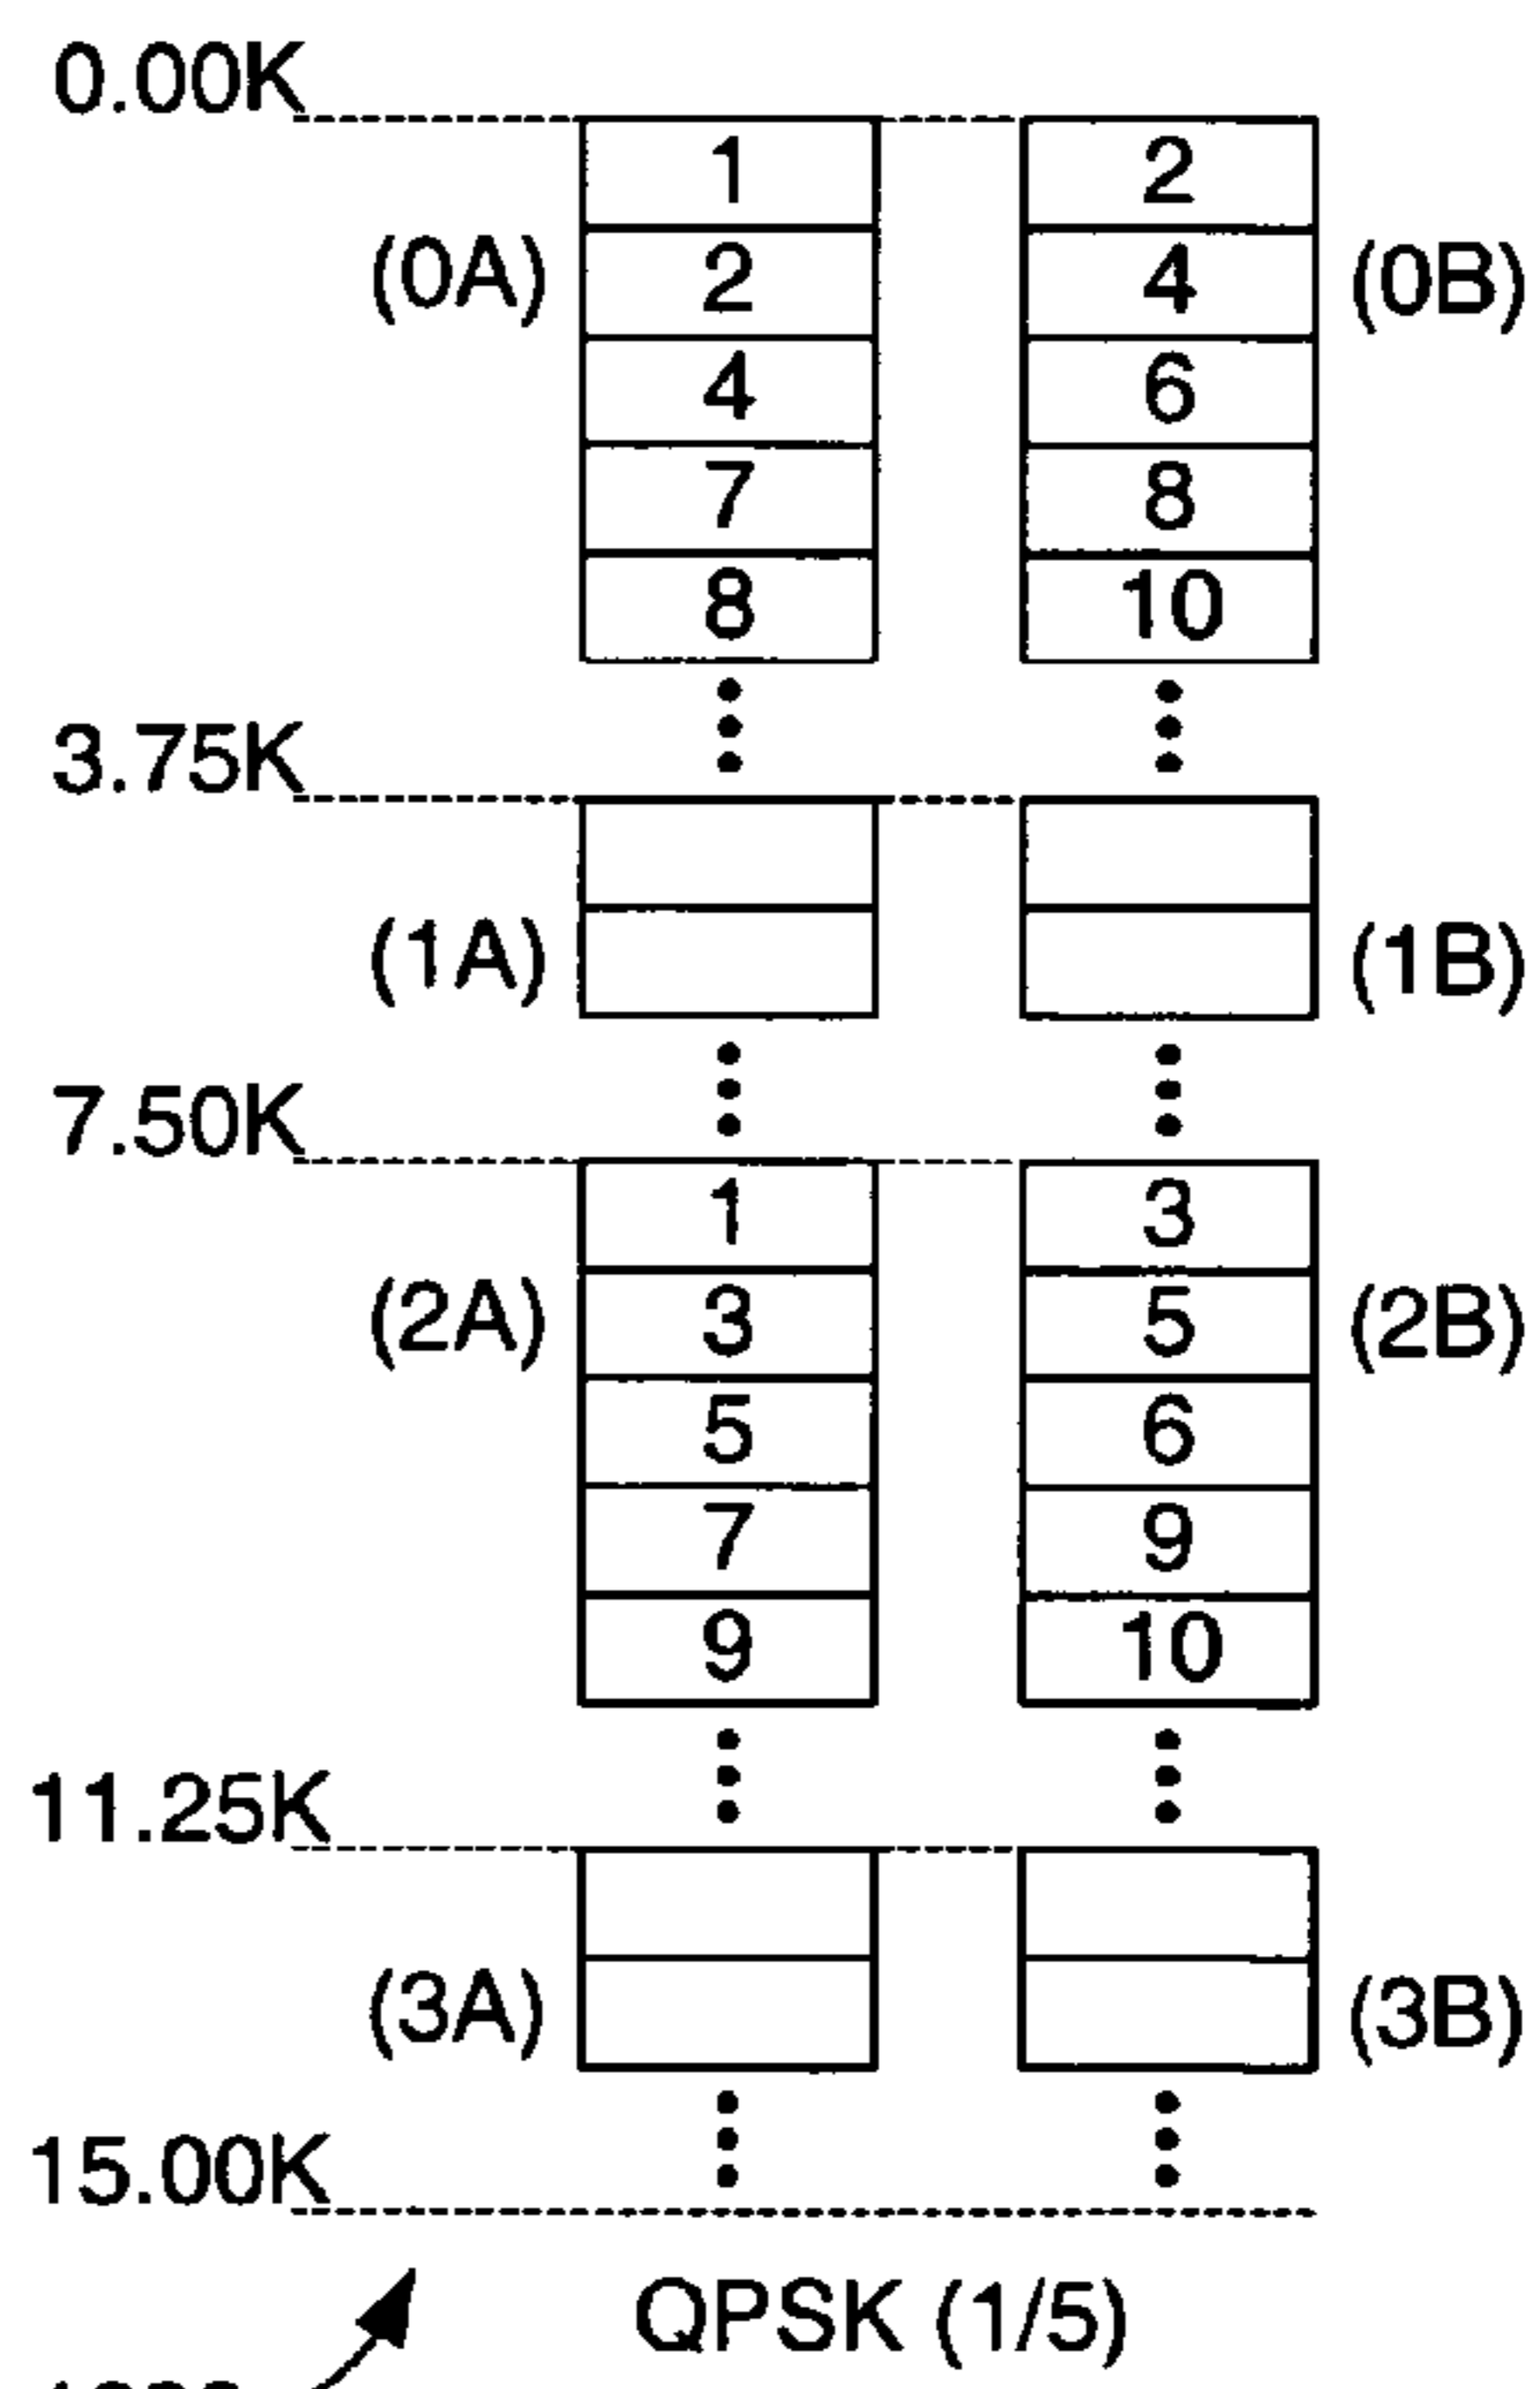 0.00K
1 2
(0A) 2 4 (0B)
4 6
7 8
8 10
3.75K
(1A) (1B)
7.50K
1 3
(2A) 3 5 (2B)
5 6
7 9
9 10
11.25K
(3A) (3B)
15.00K
QPSK (1/5)